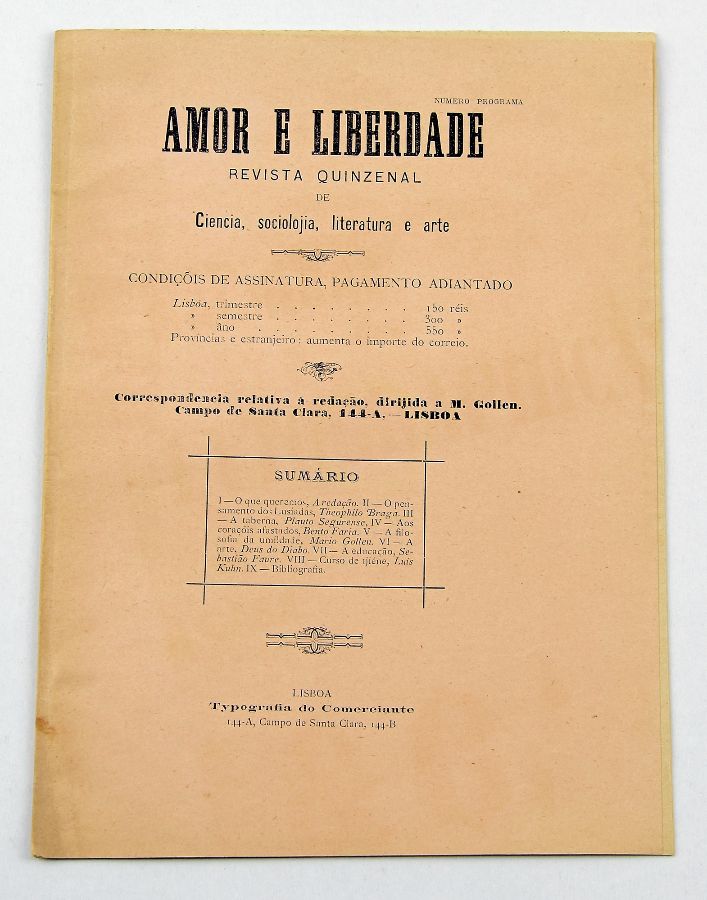 NUMERO PROGRAMA
AMOR E LIBERDADE
REVISTA QUINZENAL
DE
Ciencia, sociolojia, literatura e arte
CONDIÇÓIS DE ASSINATURA, PAGAMENTO ADIANTADO
Lisboa, trimestre . . . . . . . . 150 réis
» semestre . . . . . . . . 300 »
» âno . . . . . . . . 550 »
Provincias e estranjeiro: aumenta o importe do correio.
Correspondencia relativa á redação, dirijida a M. Gollen.
Campo de Santa Clara, 144-A, — LISBOA
SUMÁRIO
I — O que queremos, A redação. II — O pen-
samento dos Lusiadas, Theophilo Braga. III
— A taberna, Plauto Segurense, IV — Aos
coraçóis afastados, Bento Faria. V — A filo-
sofia da umildade, Mario Gollen. VI — A
arte, Deus do Diabo. VII — A educação, Se-
bastião Faure. VIII — Curso de ijiéne, Luis
Kuhn. IX — Bibliografia.
LISBOA
Typografia do Comerciante
144-A, Campo de Santa Clara, 144-B